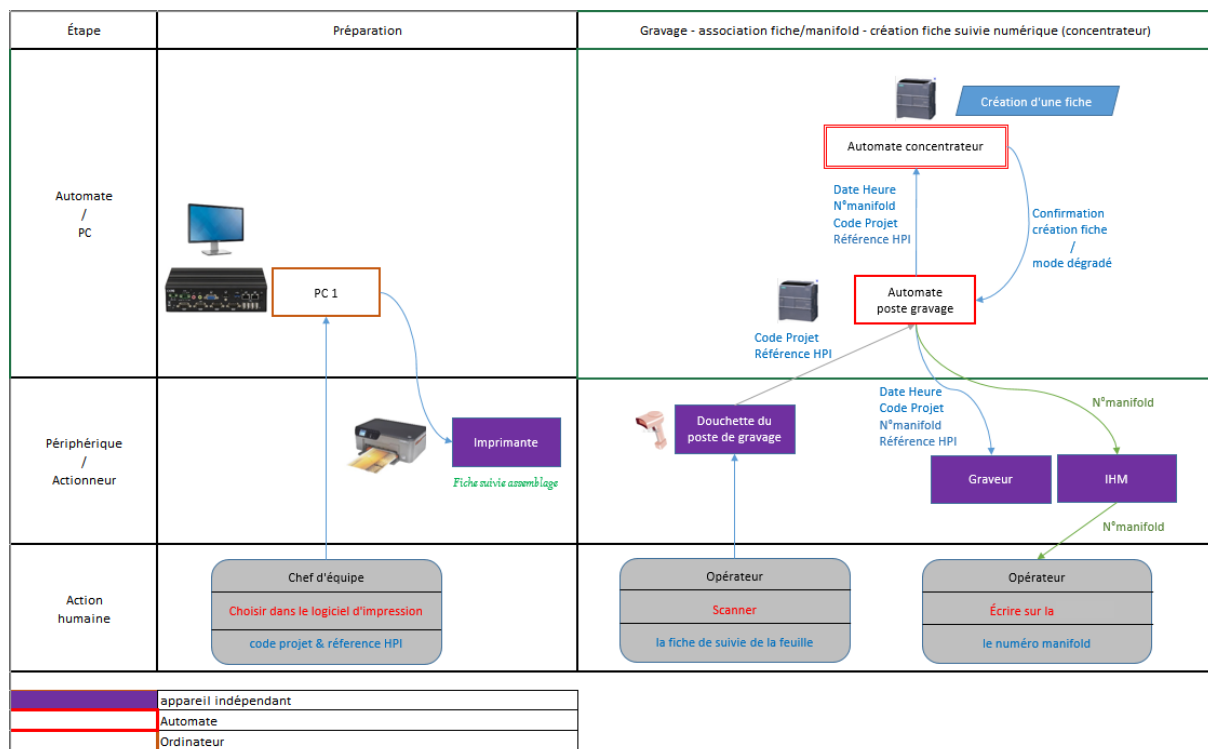 Étape
Préparation
Gravage - association fiche/manifold - création fiche suivie numérique (concentrateur)
Automate
/
PC
PC 1
Création d'une fiche
Automate concentrateur
Date Heure
N°manifold
Code Projet
Référence HPI
Confirmation
création fiche
/
mode dégradé
Automate
poste gravage
Code Projet
Référence HPI
Périphérique
/
Actionneur
Imprimante
Fiche suivie assemblage
Douchette du
poste de gravage
Date Heure
Code Projet
N°manifold
Référence HPI
N°manifold
Graveur
IHM
N°manifold
Action
humaine
Chef d'équipe
Choisir dans le logiciel d'impression
code projet & réference HPI
Opérateur
Scanner
la fiche de suivie de la feuille
Opérateur
Écrire sur la
le numéro manifold
appareil indépendant
Automate
Ordinateur